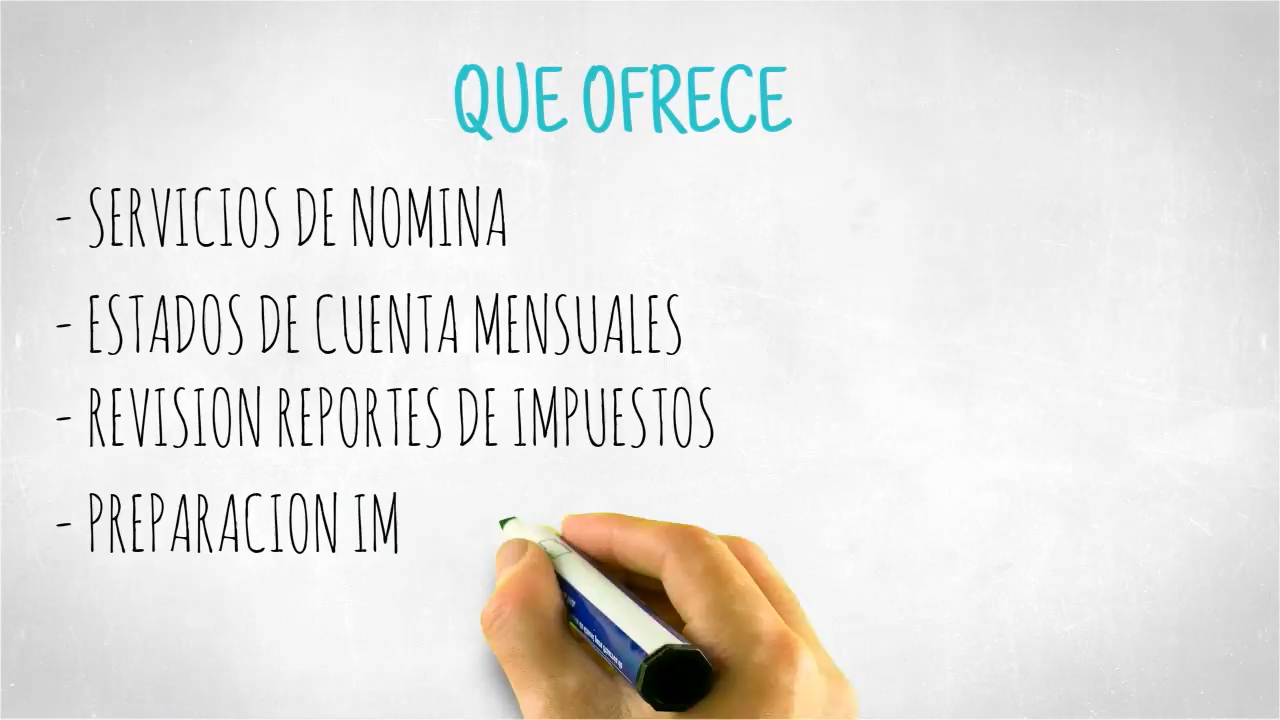 QUE OFRECE
- SERVICIOS DE NOMINA
- ESTADOS DE CUENTA MENSUALES
- REVISION REPORTES DE IMPUESTOS
- PREPARACION IM